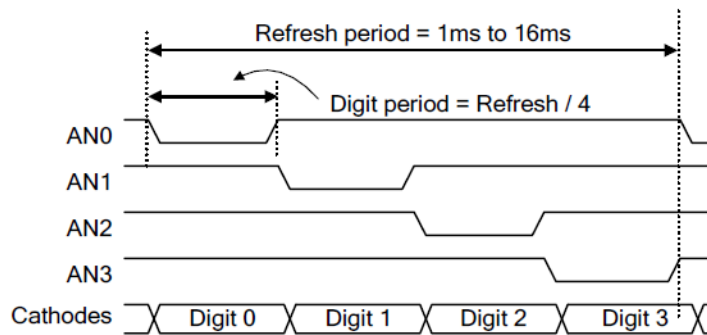 Refresh period = 1ms to 16ms
Digit period = Refresh / 4
AN0
AN1
AN2
AN3
Cathodes Digit 0 Digit 1 Digit 2 Digit 3